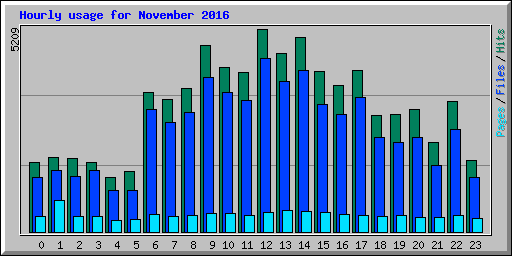 Hourly usage for November 2016
5209
Pages/Files/Hits
0 1 2 3 4 5 6 7 8 9 10 11 12 13 14 15 16 17 18 19 20 21 22 23